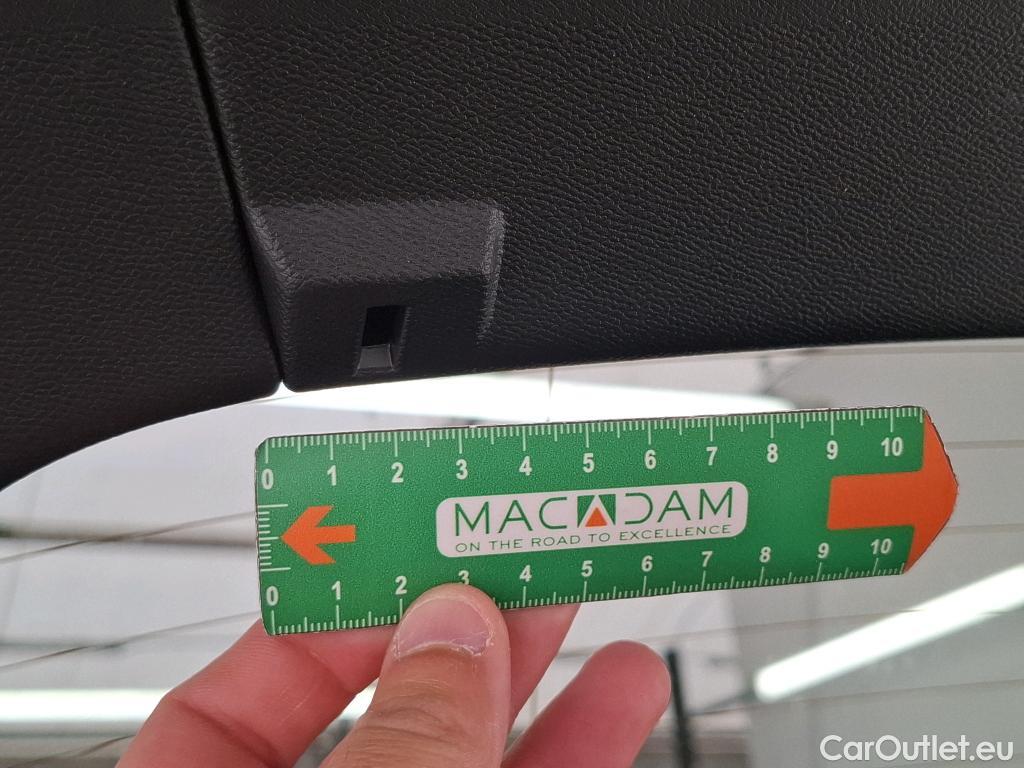 0 1 2 3 4 5 6 7 8 9 10
MACADAM
ON THE ROAD TO EXCELLENCE
0 1 2 3 4 5 6 7 8 9 10
CarOutlet.eu